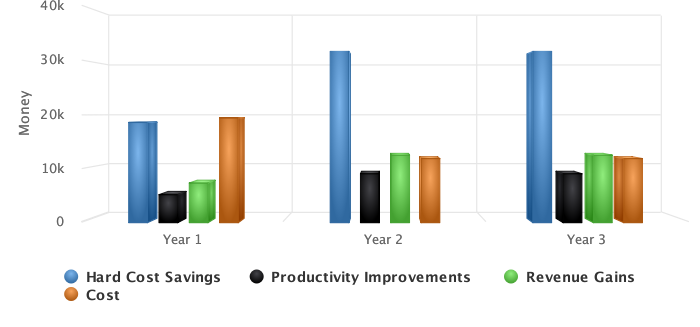 40k
30k
20k
10k
0
Money
Year 1
Year 2
Year 3
Hard Cost Savings
Productivity Improvements
Revenue Gains
Cost